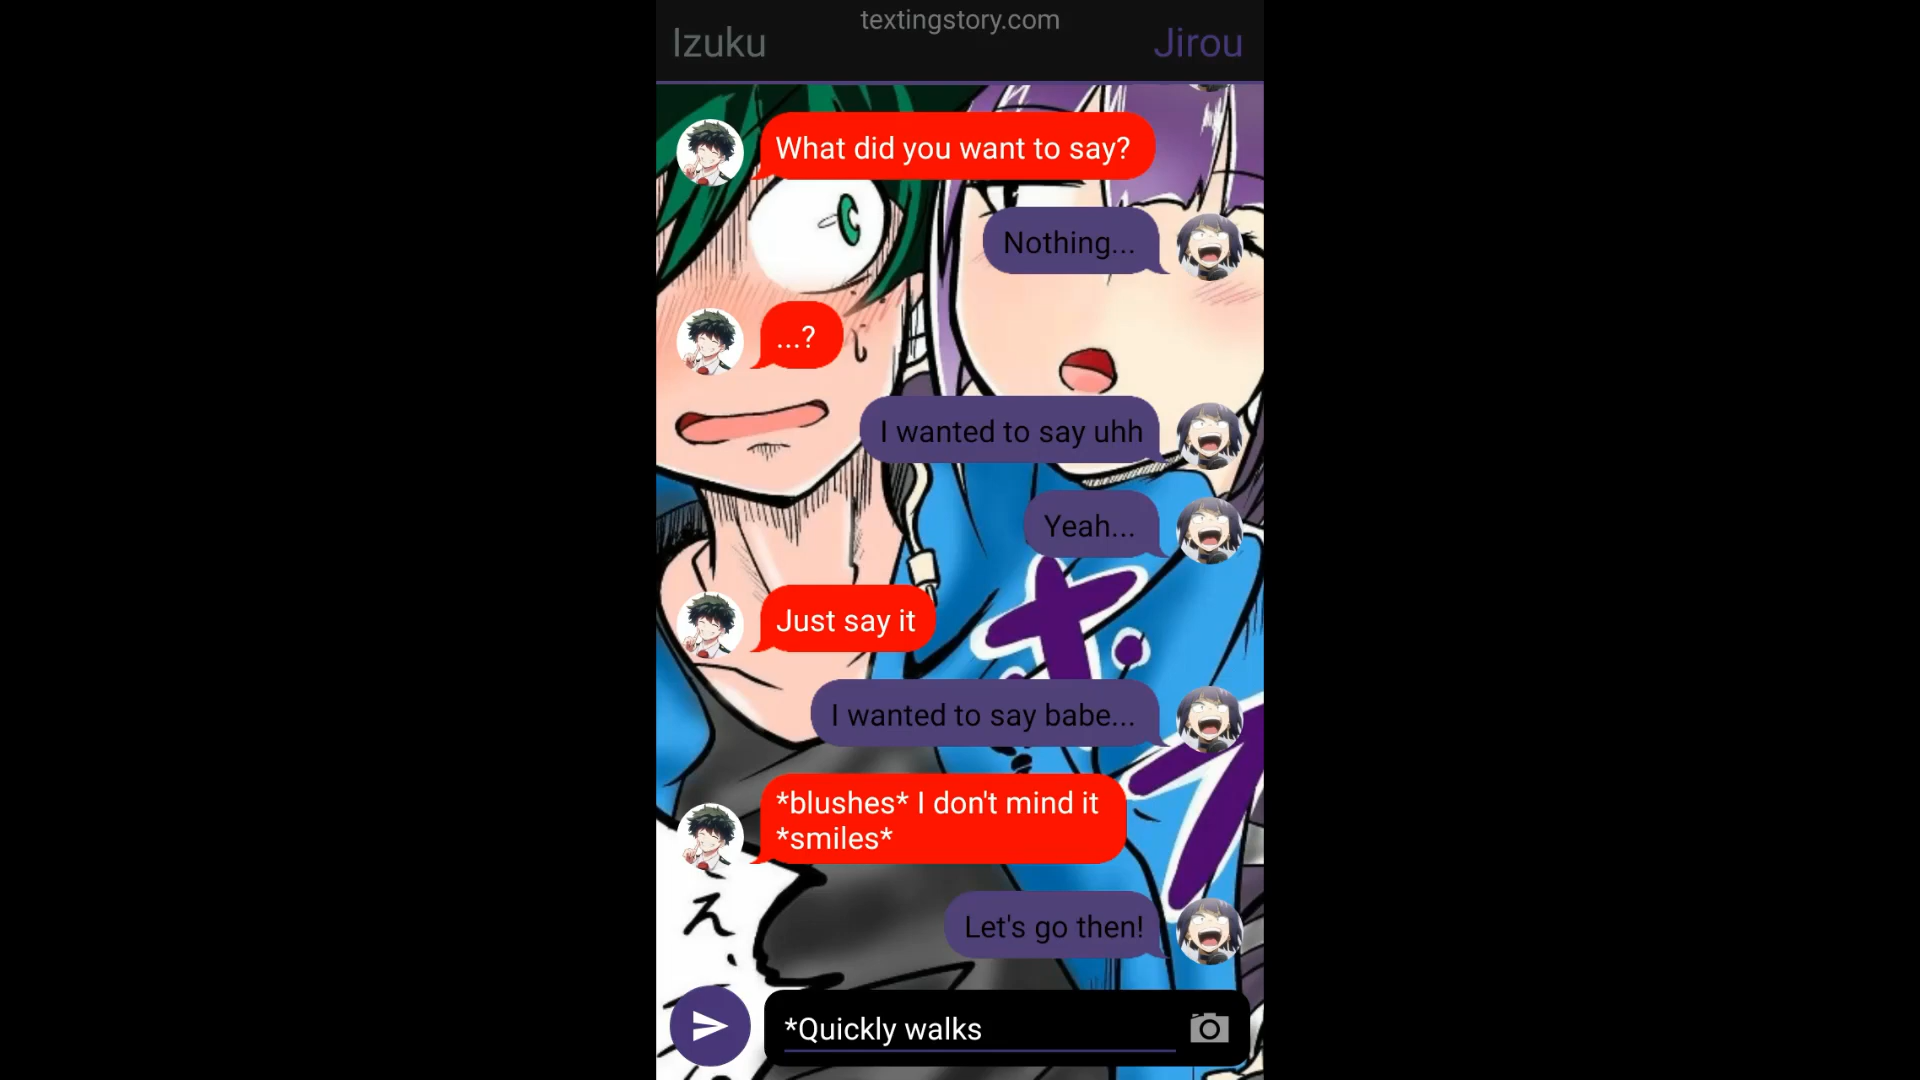 textingstory.com
Izuku
Jirou
What did you want to say?
Nothing...
...?
I wanted to say uhh
Yeah...
Just say it
I wanted to say babe...
*blushes* I don't mind it
*smiles*
Let's go then!
え、
*Quickly walks